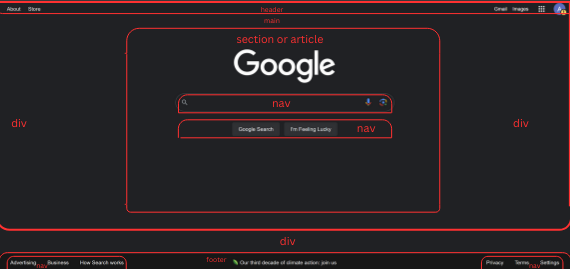 About Store header Gmail Images A
main
section or article
Google
nav
div div
Google Search I'm Feeling Lucky nav
div
footer
Advertising Business How Search works Our third decade of climate action: join us Privacy Terms Settings
nav nav